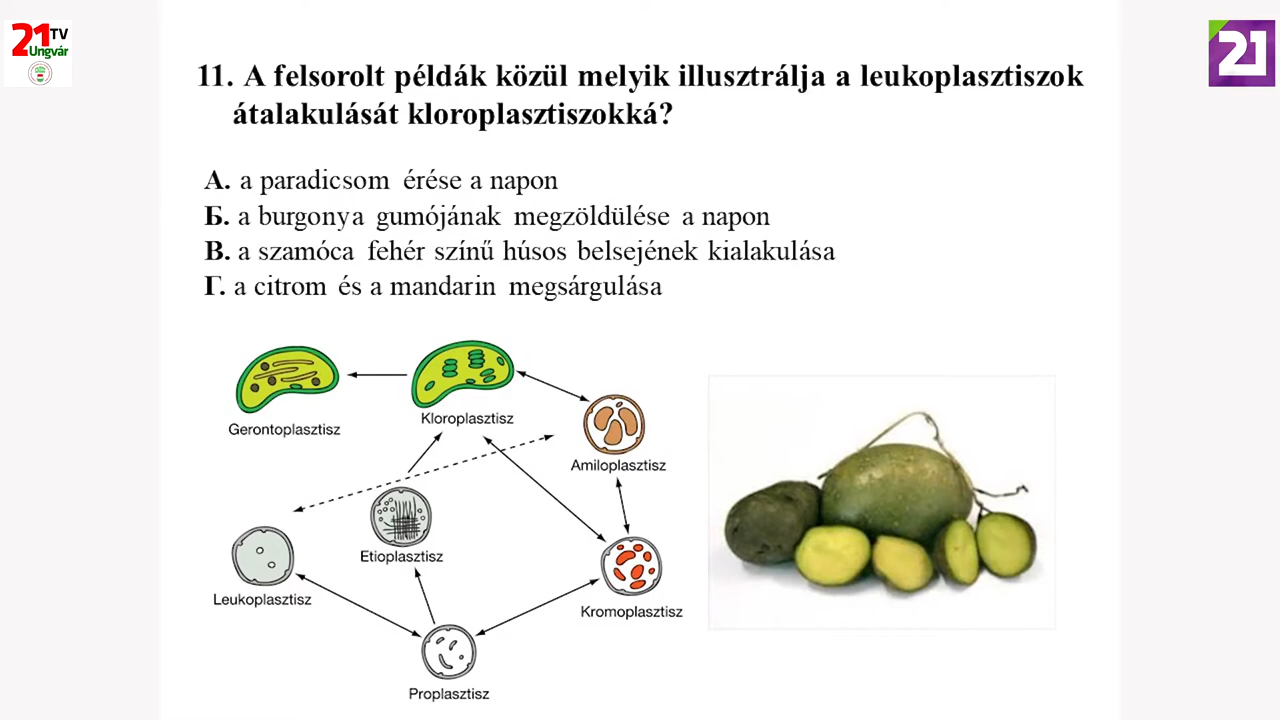 21 TV
Ungvár
21
11. A felsorolt példák közül melyik illusztrálja a leukoplasztiszok
átalakulását kloroplasztiszokká?
А. a paradicsom érése a napon
Б. a burgonya gumójának megzöldülése a napon
В. a szamóca fehér színű húsos belsejének kialakulása
Г. a citrom és a mandarin megsárgulása
Gerontoplasztisz
Kloroplasztisz
Amiloplasztisz
Etioplasztisz
Leukoplasztisz
Kromoplasztisz
Proplasztisz